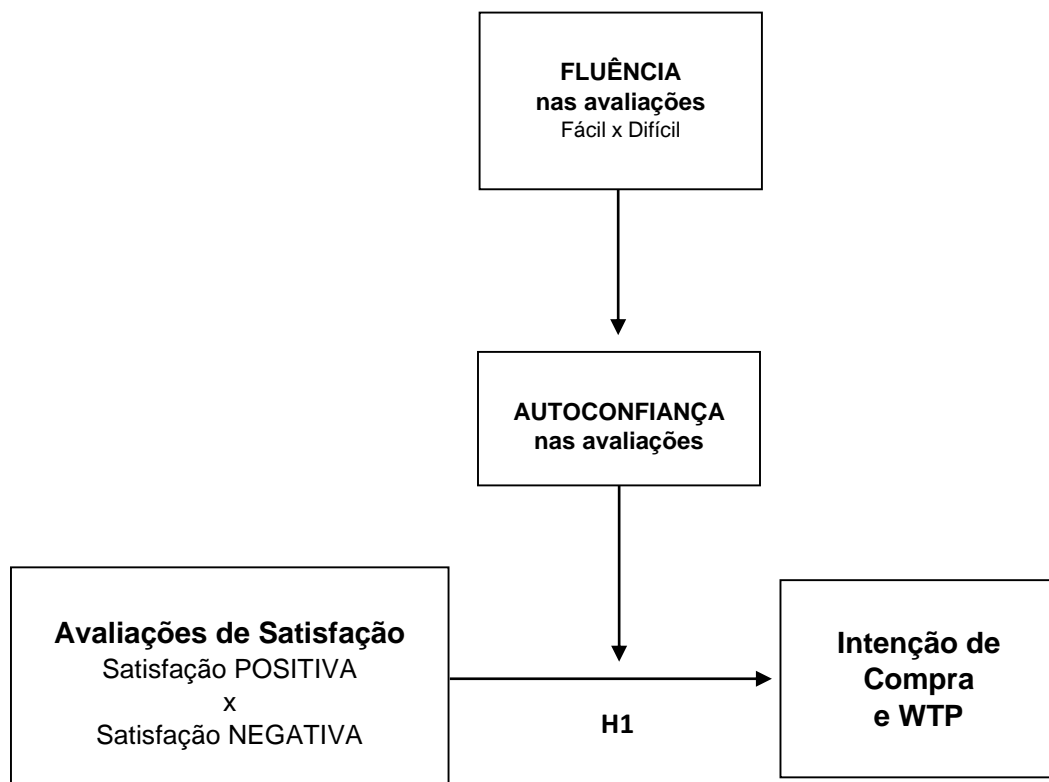 FLUÊNCIA
nas avaliações
Fácil x Difícil
AUTOCONFIANÇA
nas avaliações
Avaliações de Satisfação
Satisfação POSITIVA
x
Satisfação NEGATIVA
H1
Intenção de
Compra
e WTP